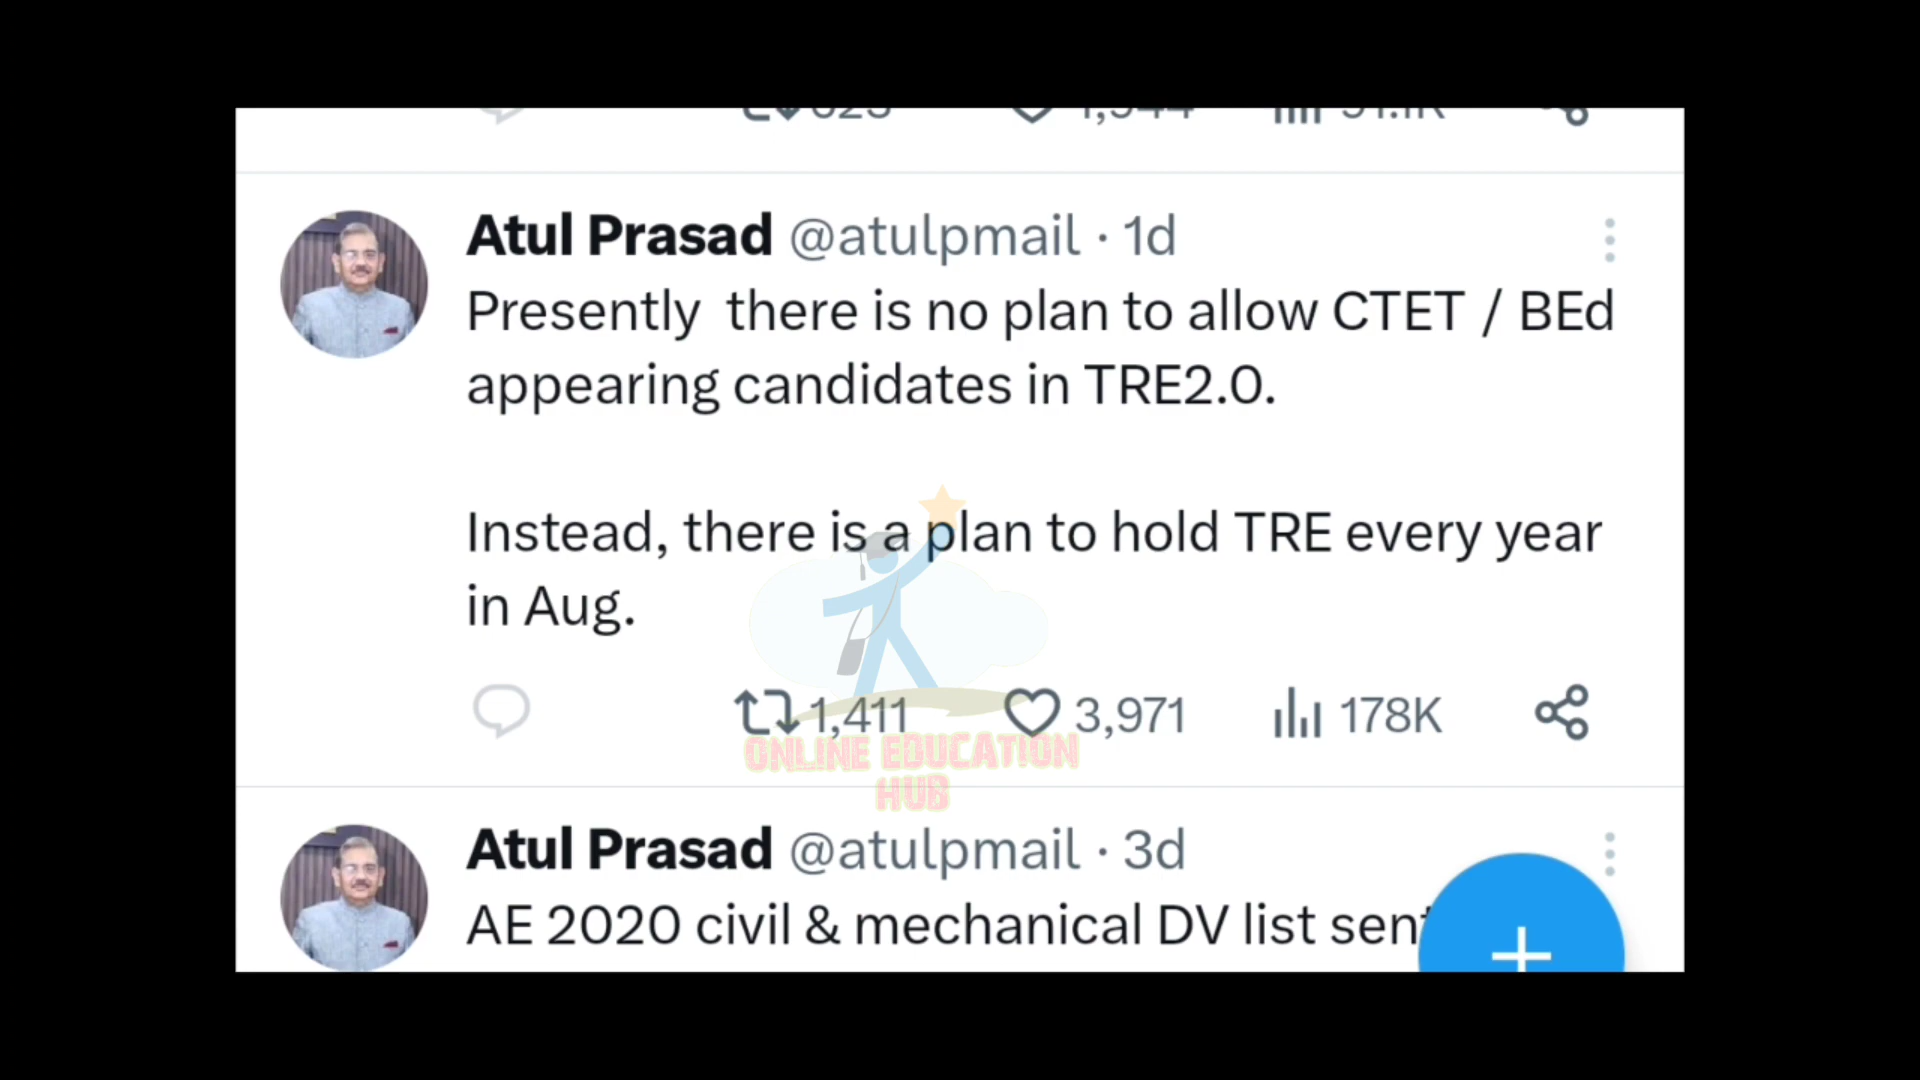 Atul Prasad @atulpmail · 1d
Presently there is no plan to allow CTET / BEd
appearing candidates in TRE2.0.
Instead, there is a plan to hold TRE every year
in Aug.
1,411 3,971 178K
ONLINE EDUCATION
HUB
Atul Prasad @atulpmail · 3d
AE 2020 civil & mechanical DV list sent